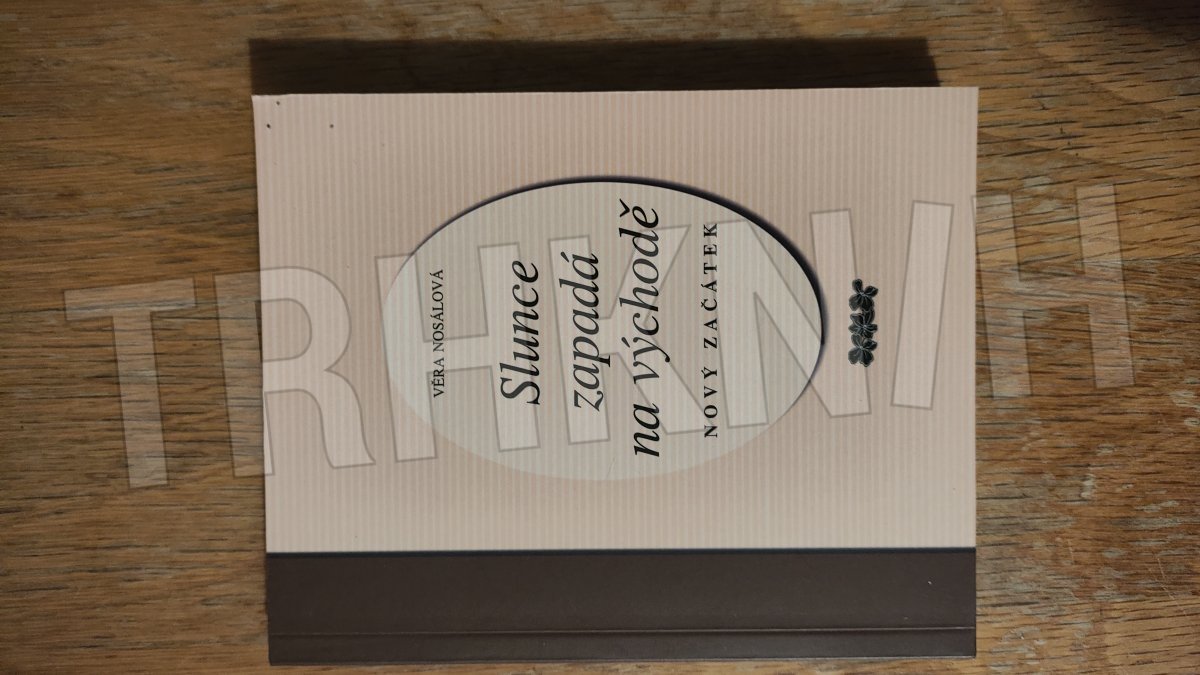 VĚRA NOSÁLOVÁ
Slunce
zapadá
na východě
NOVÝ ZAČÁTEK
TRHKNIH